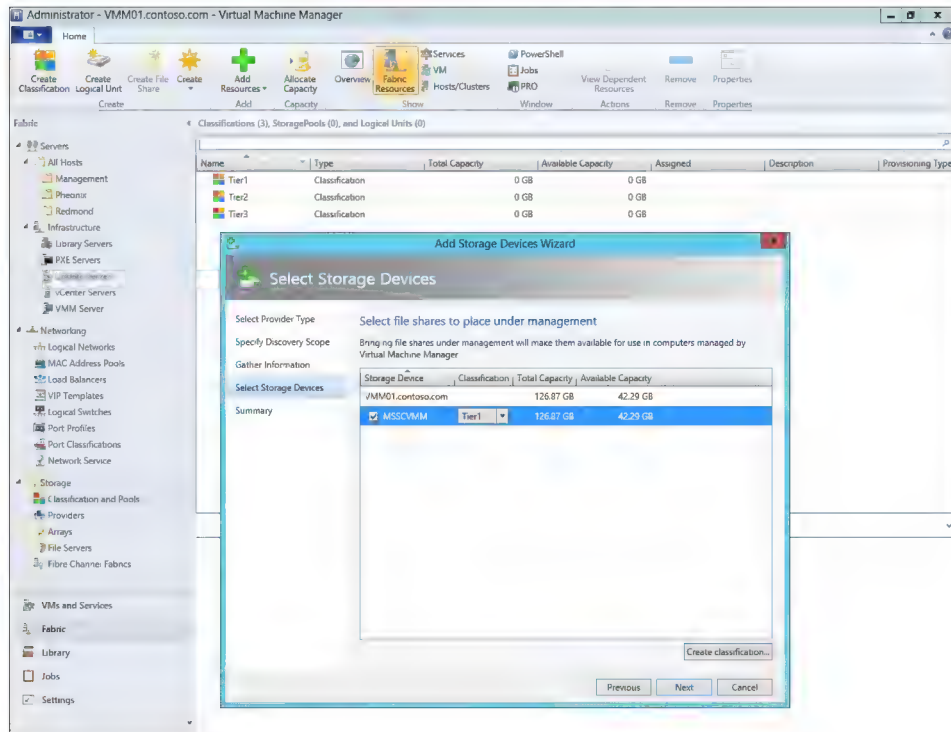 Administrator - VMM01.contoso.com - Virtual Machine Manager
Home
Create Classification
Create Logical Unit
Create File Share
Create
Add Resources
Allocate Capacity
Overview
Fabric Resources
Services
VM
Hosts/Clusters
PowerShell
Jobs
PRO
View Dependent Resources
Remove
Properties
Create
Add
Capacity
Show
Window
Actions
Remove
Properties
Fabric
Classifications (3), StoragePools (0), and Logical Units (0)
Name Type Total Capacity Available Capacity Assigned Description Provisioning Type
Tier1 Classification 0 GB 0 GB
Tier2 Classification 0 GB 0 GB
Tier3 Classification 0 GB 0 GB
Servers
All Hosts
Management
Pheonix
Redmond
Infrastructure
Library Servers
PXE Servers
vCenter Servers
VMM Server
Networking
Logical Networks
MAC Address Pools
Load Balancers
VIP Templates
Logical Switches
Port Profiles
Port Classifications
Network Service
Storage
Classification and Pools
Providers
Arrays
File Servers
Fibre Channel Fabrics
VMs and Services
Fabric
Library
Jobs
Settings
Add Storage Devices Wizard
Select Storage Devices
Select Provider Type
Specify Discovery Scope
Gather Information
Select Storage Devices
Summary
Select file shares to place under management
Bringing file shares under management will make them available for use in computers managed by
Virtual Machine Manager
Storage Device Classification Total Capacity Available Capacity
VMM01.contoso.com 126.87 GB 42.29 GB
MSSCVMM Tier1 126.87 GB 42.29 GB
Create classification...
Previous Next Cancel